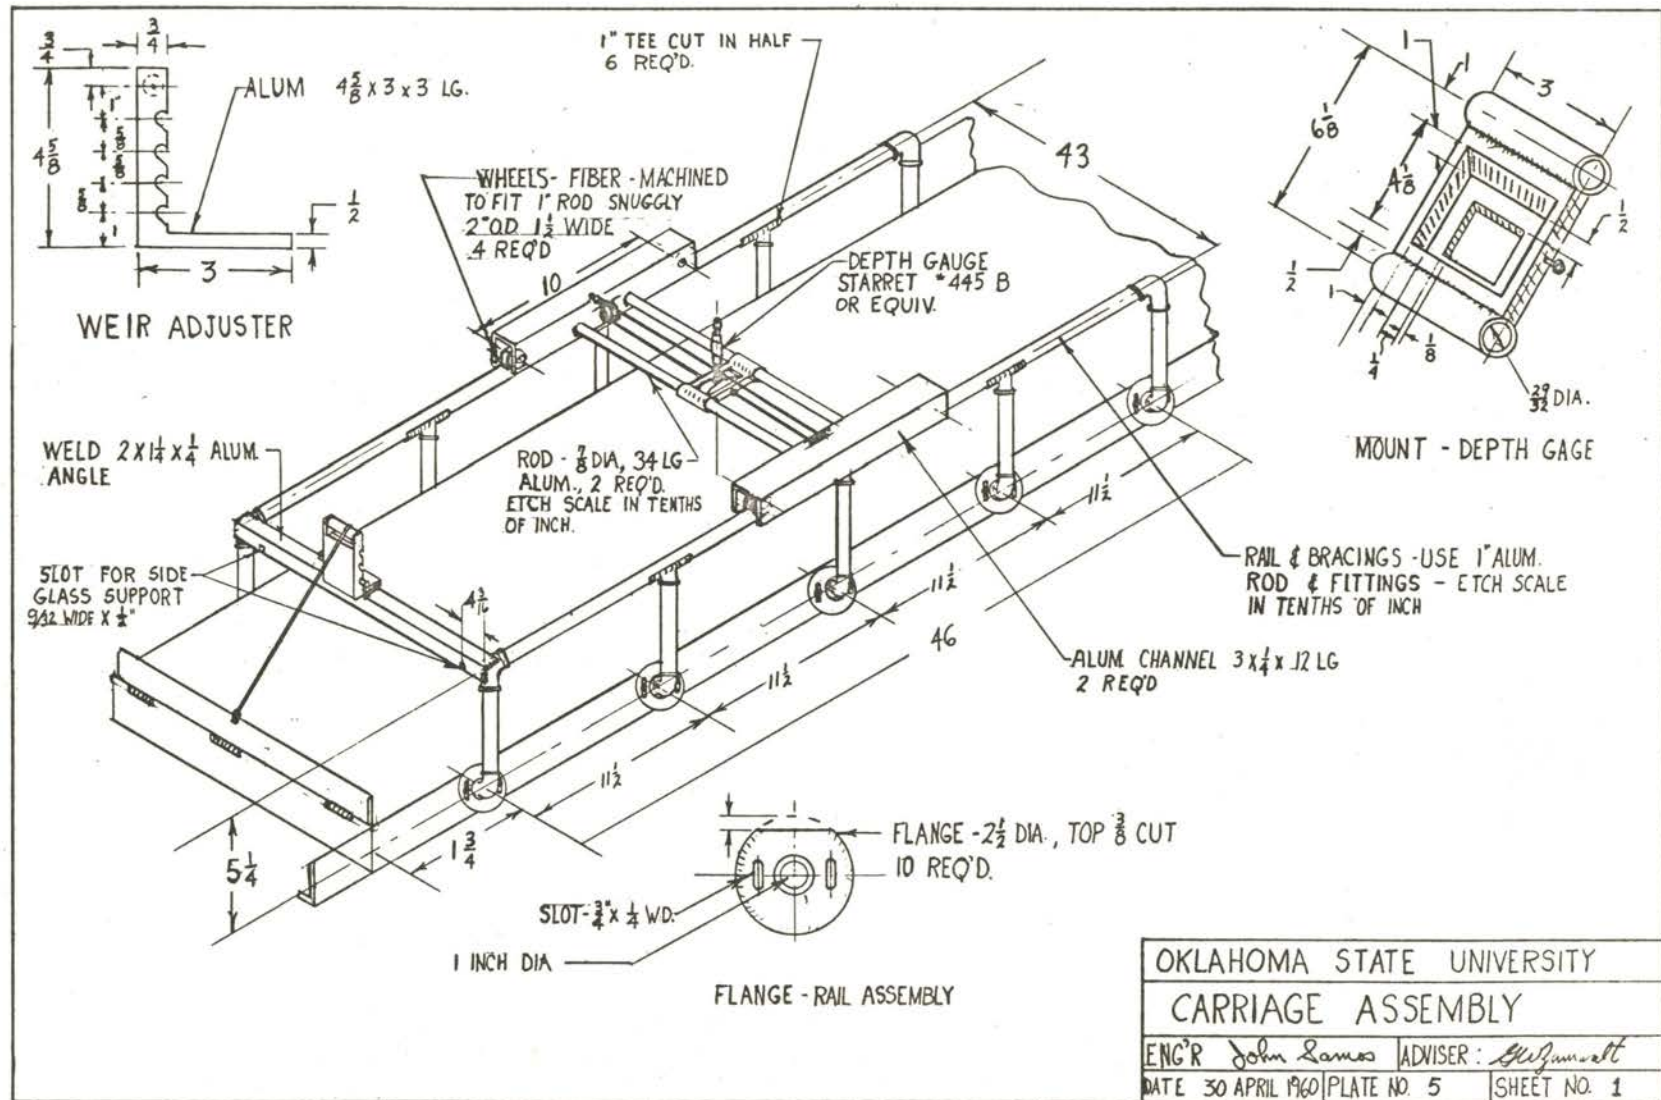 3/4
3/4
ALUM 4 5/8 x 3 x 3 LG.
1"
5/8
5/8
5/8
1
4 5/8
1/2
3
WEIR ADJUSTER
1" TEE CUT IN HALF
6 REQ'D.
WHEELS - FIBER - MACHINED
TO FIT 1" ROD SNUGGLY
2" OD 1 1/2 WIDE
4 REQ'D
10
DEPTH GAUGE
STARRET #445 B
OR EQUIV.
43
1
1
3
6 1/8
4 1/8
1/2
1/2
1
1/4
1/8
29/32 DIA.
MOUNT - DEPTH GAGE
WELD 2 X 1 1/4 x 1/4 ALUM.
ANGLE
ROD - 7/8 DIA, 34 LG
ALUM., 2 REQ'D.
ETCH SCALE IN TENTHS
OF INCH.
SLOT FOR SIDE
GLASS SUPPORT
9/32 WIDE X 1/2"
4 3/16
RAIL & BRACINGS - USE 1" ALUM.
ROD & FITTINGS - ETCH SCALE
IN TENTHS OF INCH
ALUM CHANNEL 3 x 1/4 x 12 LG
2 REQ'D
11 1/2
11 1/2
11 1/2
11 1/2
46
1 3/4
5 1/4
FLANGE - 2 1/2 DIA., TOP 3/8 CUT
10 REQ'D.
SLOT - 3/4" x 1/4 WD.
1 INCH DIA
FLANGE - RAIL ASSEMBLY
OKLAHOMA STATE UNIVERSITY
CARRIAGE ASSEMBLY
ENG'R John Samos ADVISER:
DATE 30 APRIL 1960 PLATE NO. 5 SHEET NO. 1